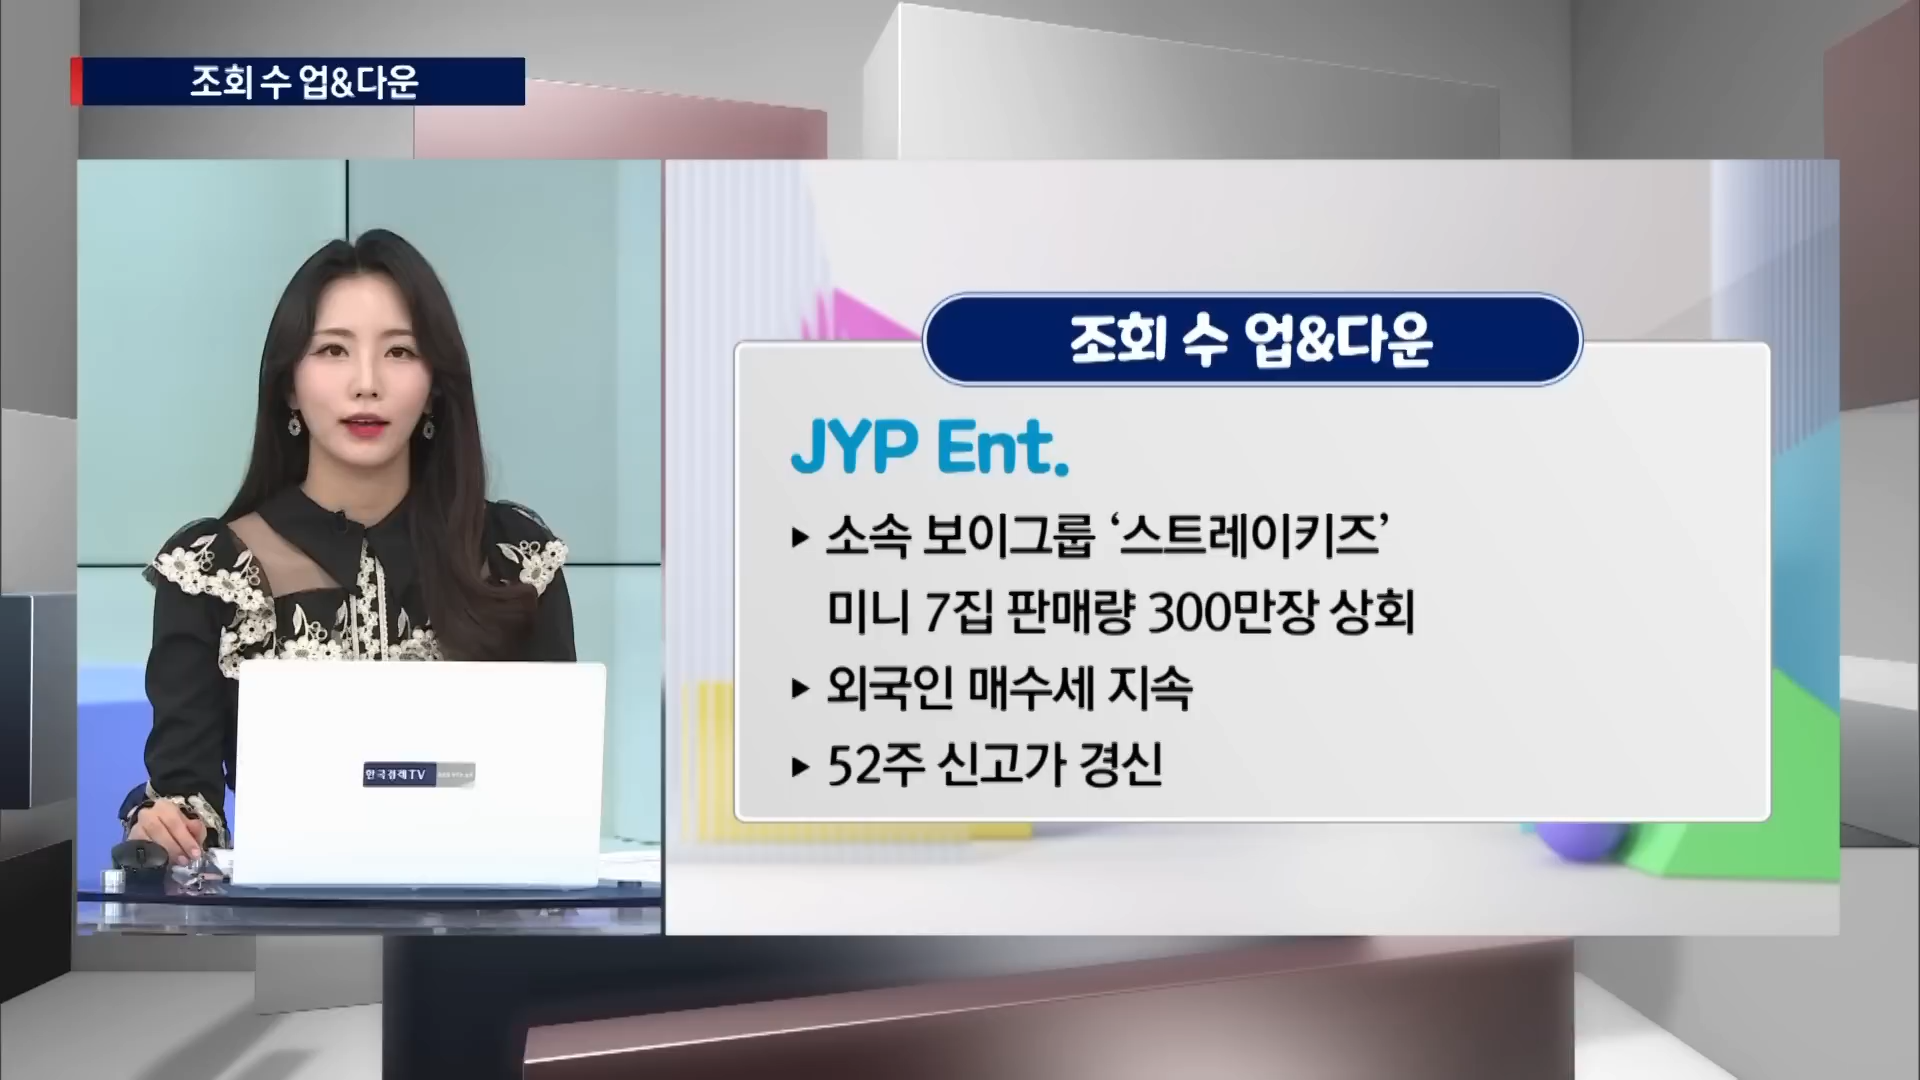 조회 수 업&다운
조회 수 업&다운
JYP Ent.
▸ 소속 보이그룹 ‘스트레이키즈’
미니 7집 판매량 300만장 상회
▸ 외국인 매수세 지속
▸ 52주 신고가 경신
한국경제TV